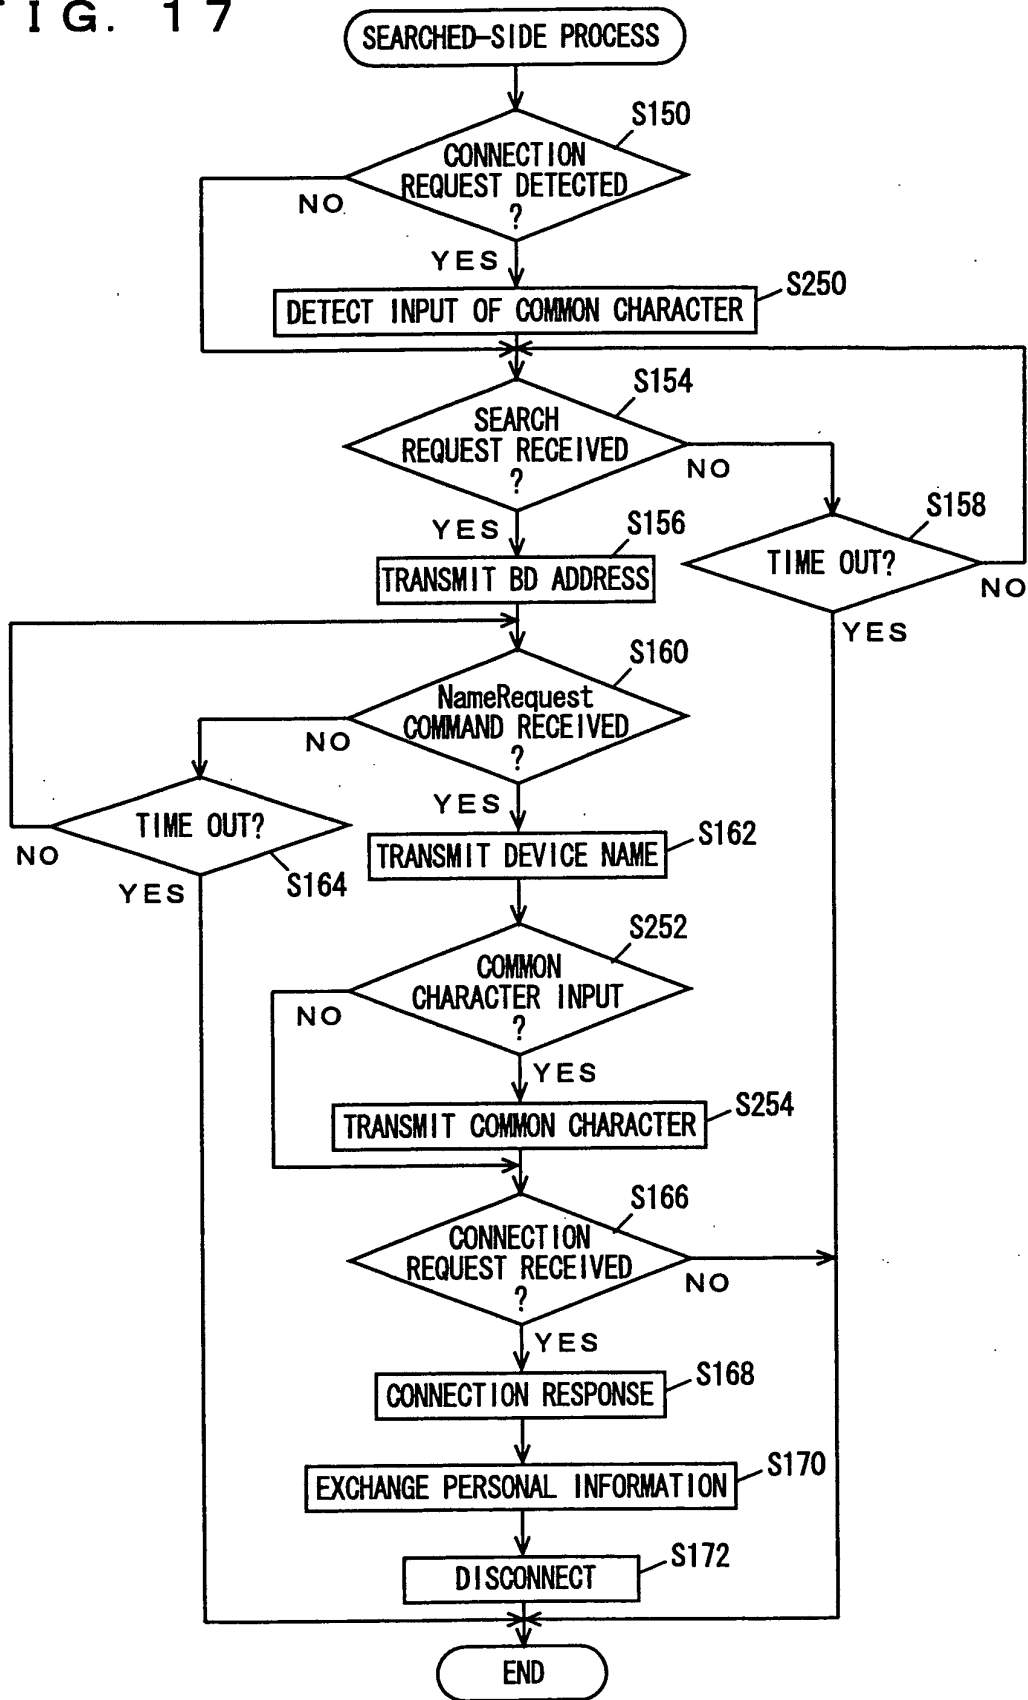 FIG. 17
SEARCHED-SIDE PROCESS
S150
CONNECTION
REQUEST DETECTED
?
NO
YES
S250
DETECT INPUT OF COMMON CHARACTER
S154
SEARCH
REQUEST RECEIVED
?
NO
YES
S156
S158
TRANSMIT BD ADDRESS
TIME OUT?
NO
YES
S160
NameRequest
COMMAND RECEIVED
?
NO
YES
TIME OUT?
S162
NO
TRANSMIT DEVICE NAME
S164
YES
S252
COMMON
CHARACTER INPUT
?
NO
YES
S254
TRANSMIT COMMON CHARACTER
S166
CONNECTION
REQUEST RECEIVED
?
NO
YES
S168
CONNECTION RESPONSE
S170
EXCHANGE PERSONAL INFORMATION
S172
DISCONNECT
END